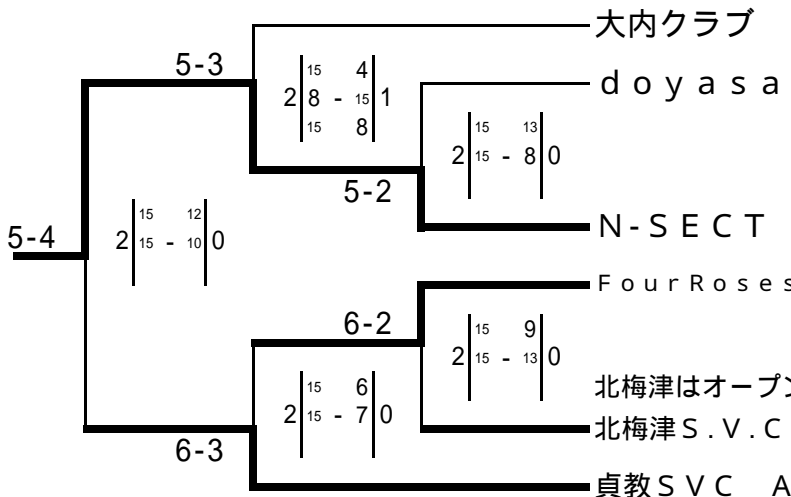 大内クラブ
5-3
15 4
2 8 - 15 1
15 8
doyasa
15 13
2 15 - 8 0
5-2
15 12
2 15 - 10 0
5-4
N-SECT
FourRoses
6-2
15 9
2 15 - 13 0
15 6
2 15 - 7 0
北梅津はオープン
北梅津S.V.C
6-3
貞教SVC A